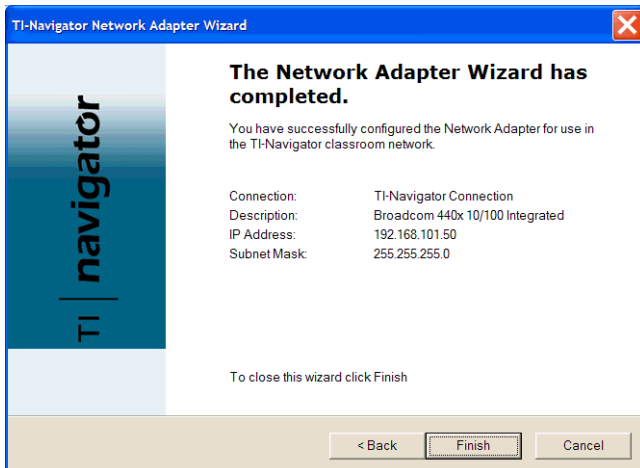 TI-Navigator Network Adapter Wizard
TI | navigator
The Network Adapter Wizard has
completed.
You have successfully configured the Network Adapter for use in
the TI-Navigator classroom network.
Connection: TI-Navigator Connection
Description: Broadcom 440x 10/100 Integrated
IP Address: 192.168.101.50
Subnet Mask: 255.255.255.0
To close this wizard click Finish
< Back Finish Cancel